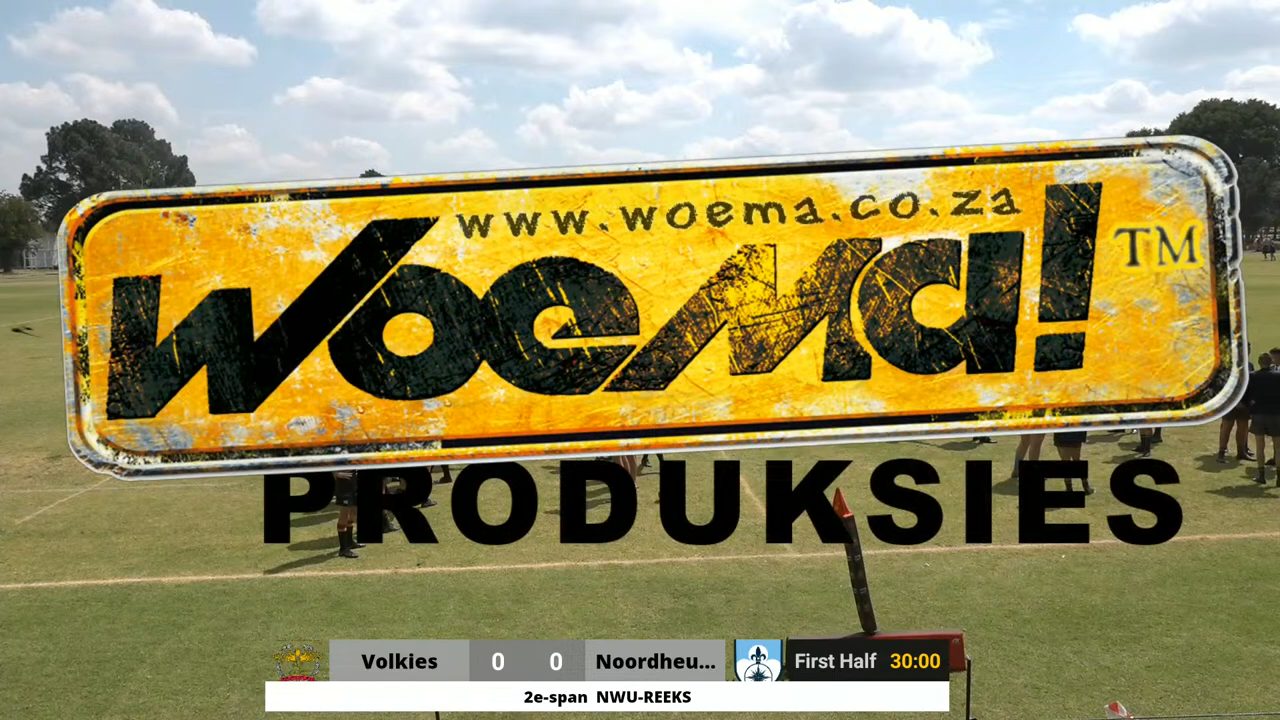 www.woema.co.za
Woema! TM
PRODUKSIES
Volkies 0 0 Noordheu... First Half 30:00
2e-span NWU-REEKS